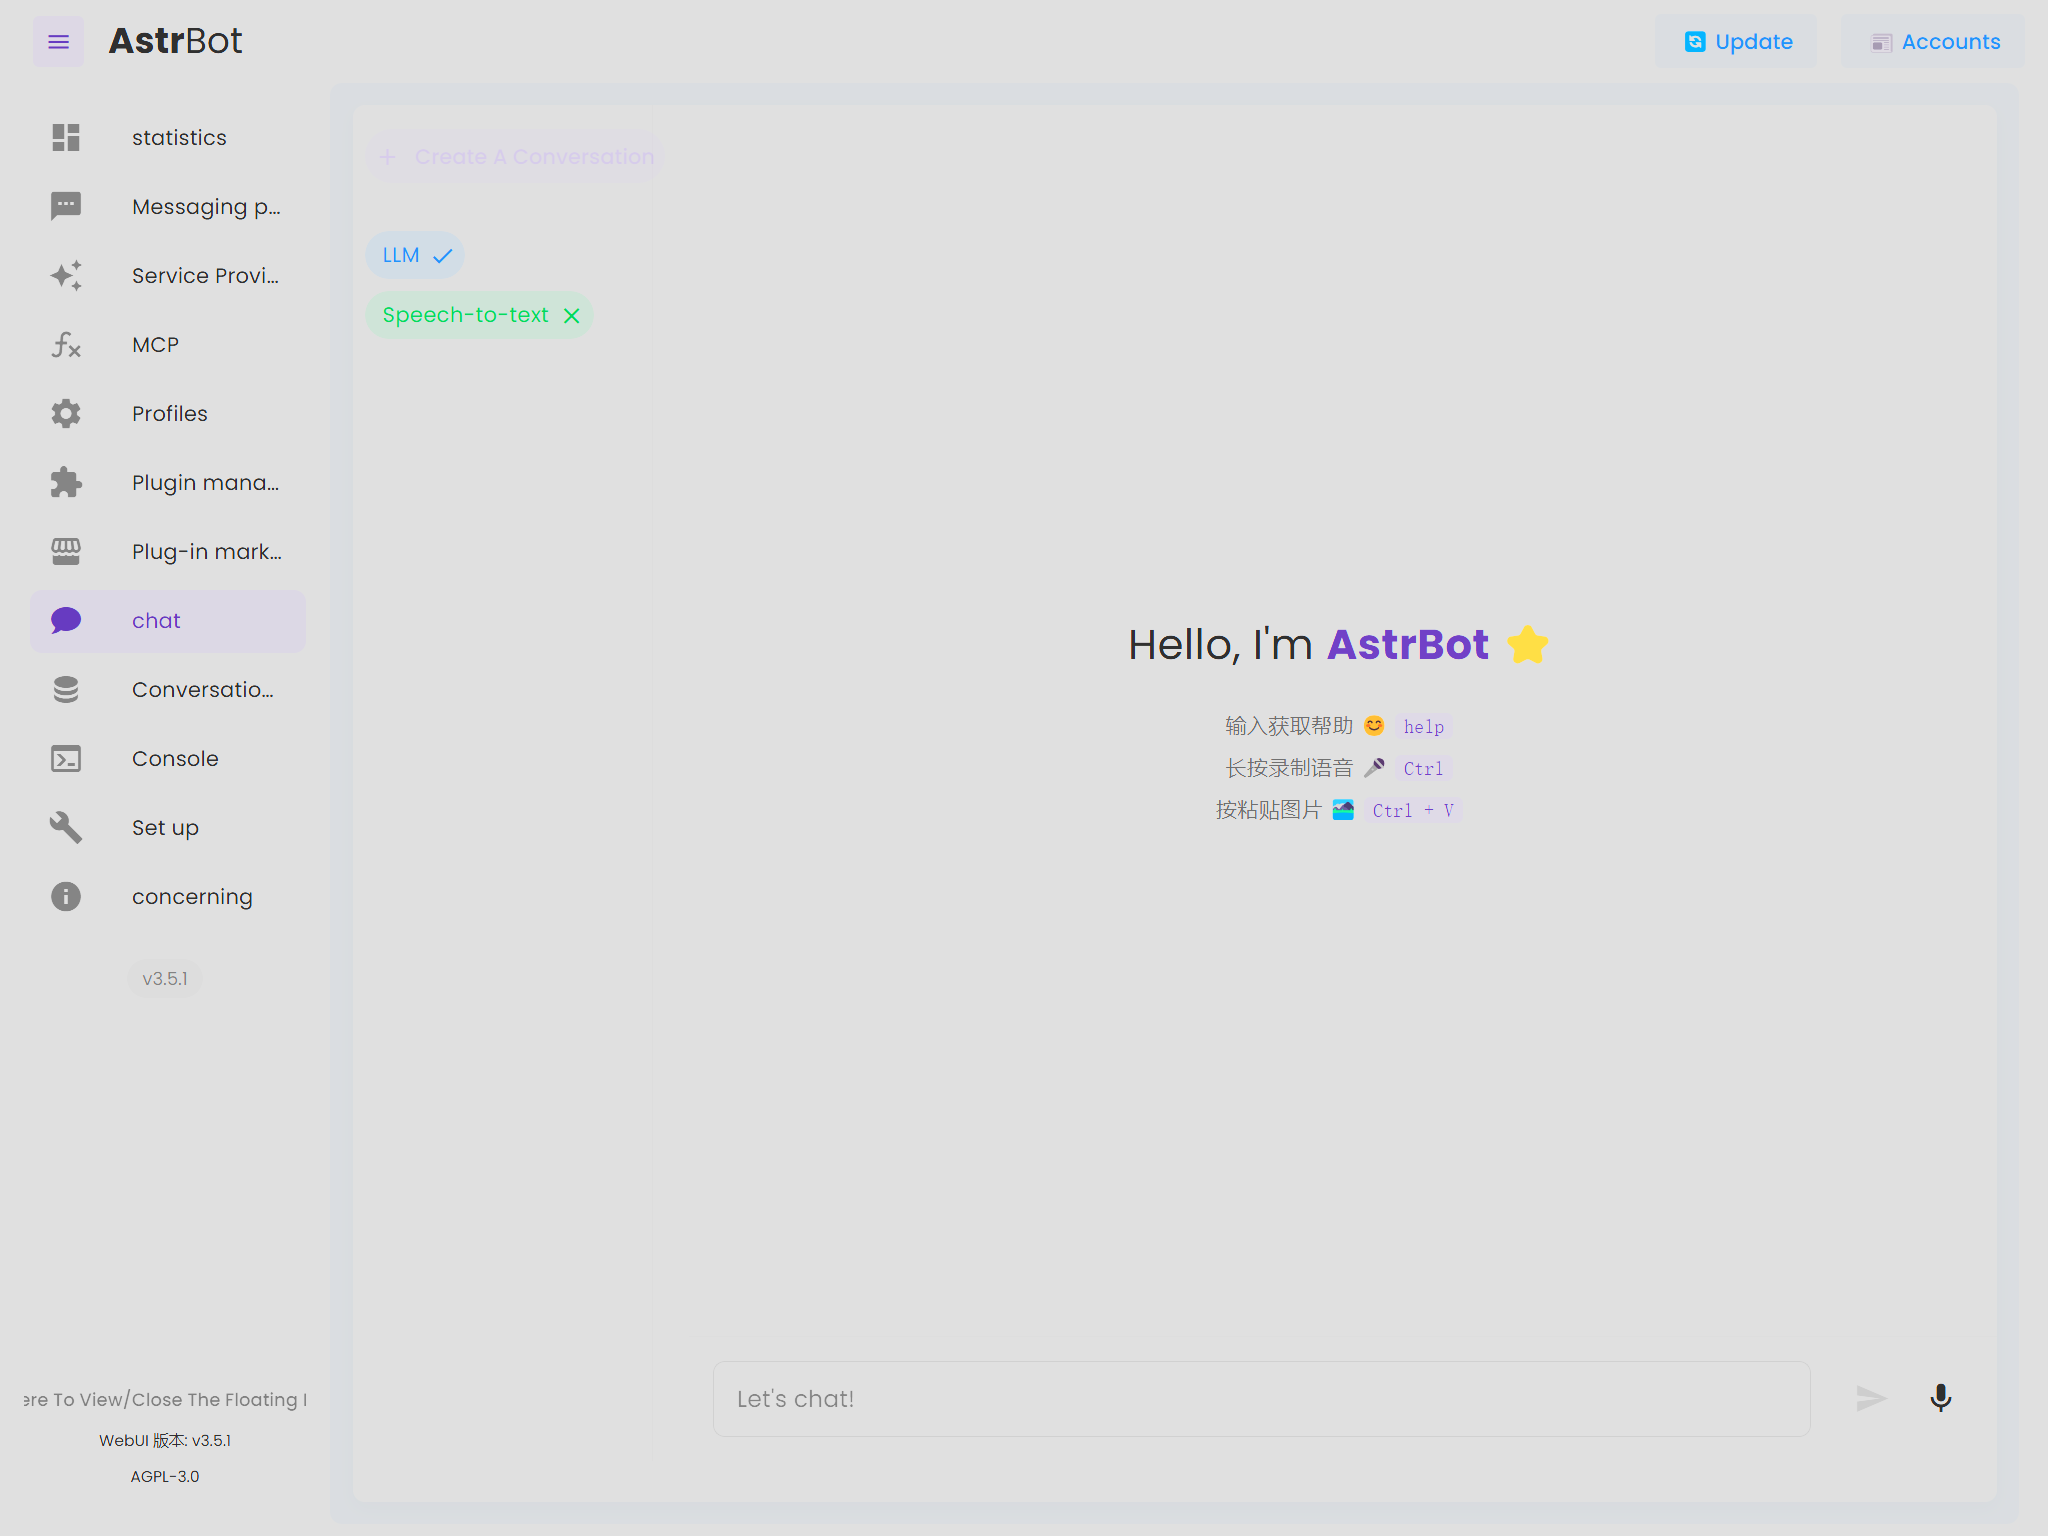 AstrBot
Update
Accounts
statistics
Messaging p...
Service Provi...
MCP
Profiles
Plugin mana...
Plug-in mark...
chat
Conversatio...
Console
Set up
concerning
v3.5.1
ere To View/Close The Floating I
WebUI 版本: v3.5.1
AGPL-3.0
Create A Conversation
LLM
Speech-to-text
Hello, I'm AstrBot
输入获取帮助 😊 help
长按录制语音 🎤 Ctrl
按粘贴图片 🏞️ Ctrl + V
Let's chat!